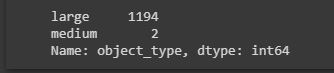 large     1194
medium       2
Name: object_type, dtype: int64